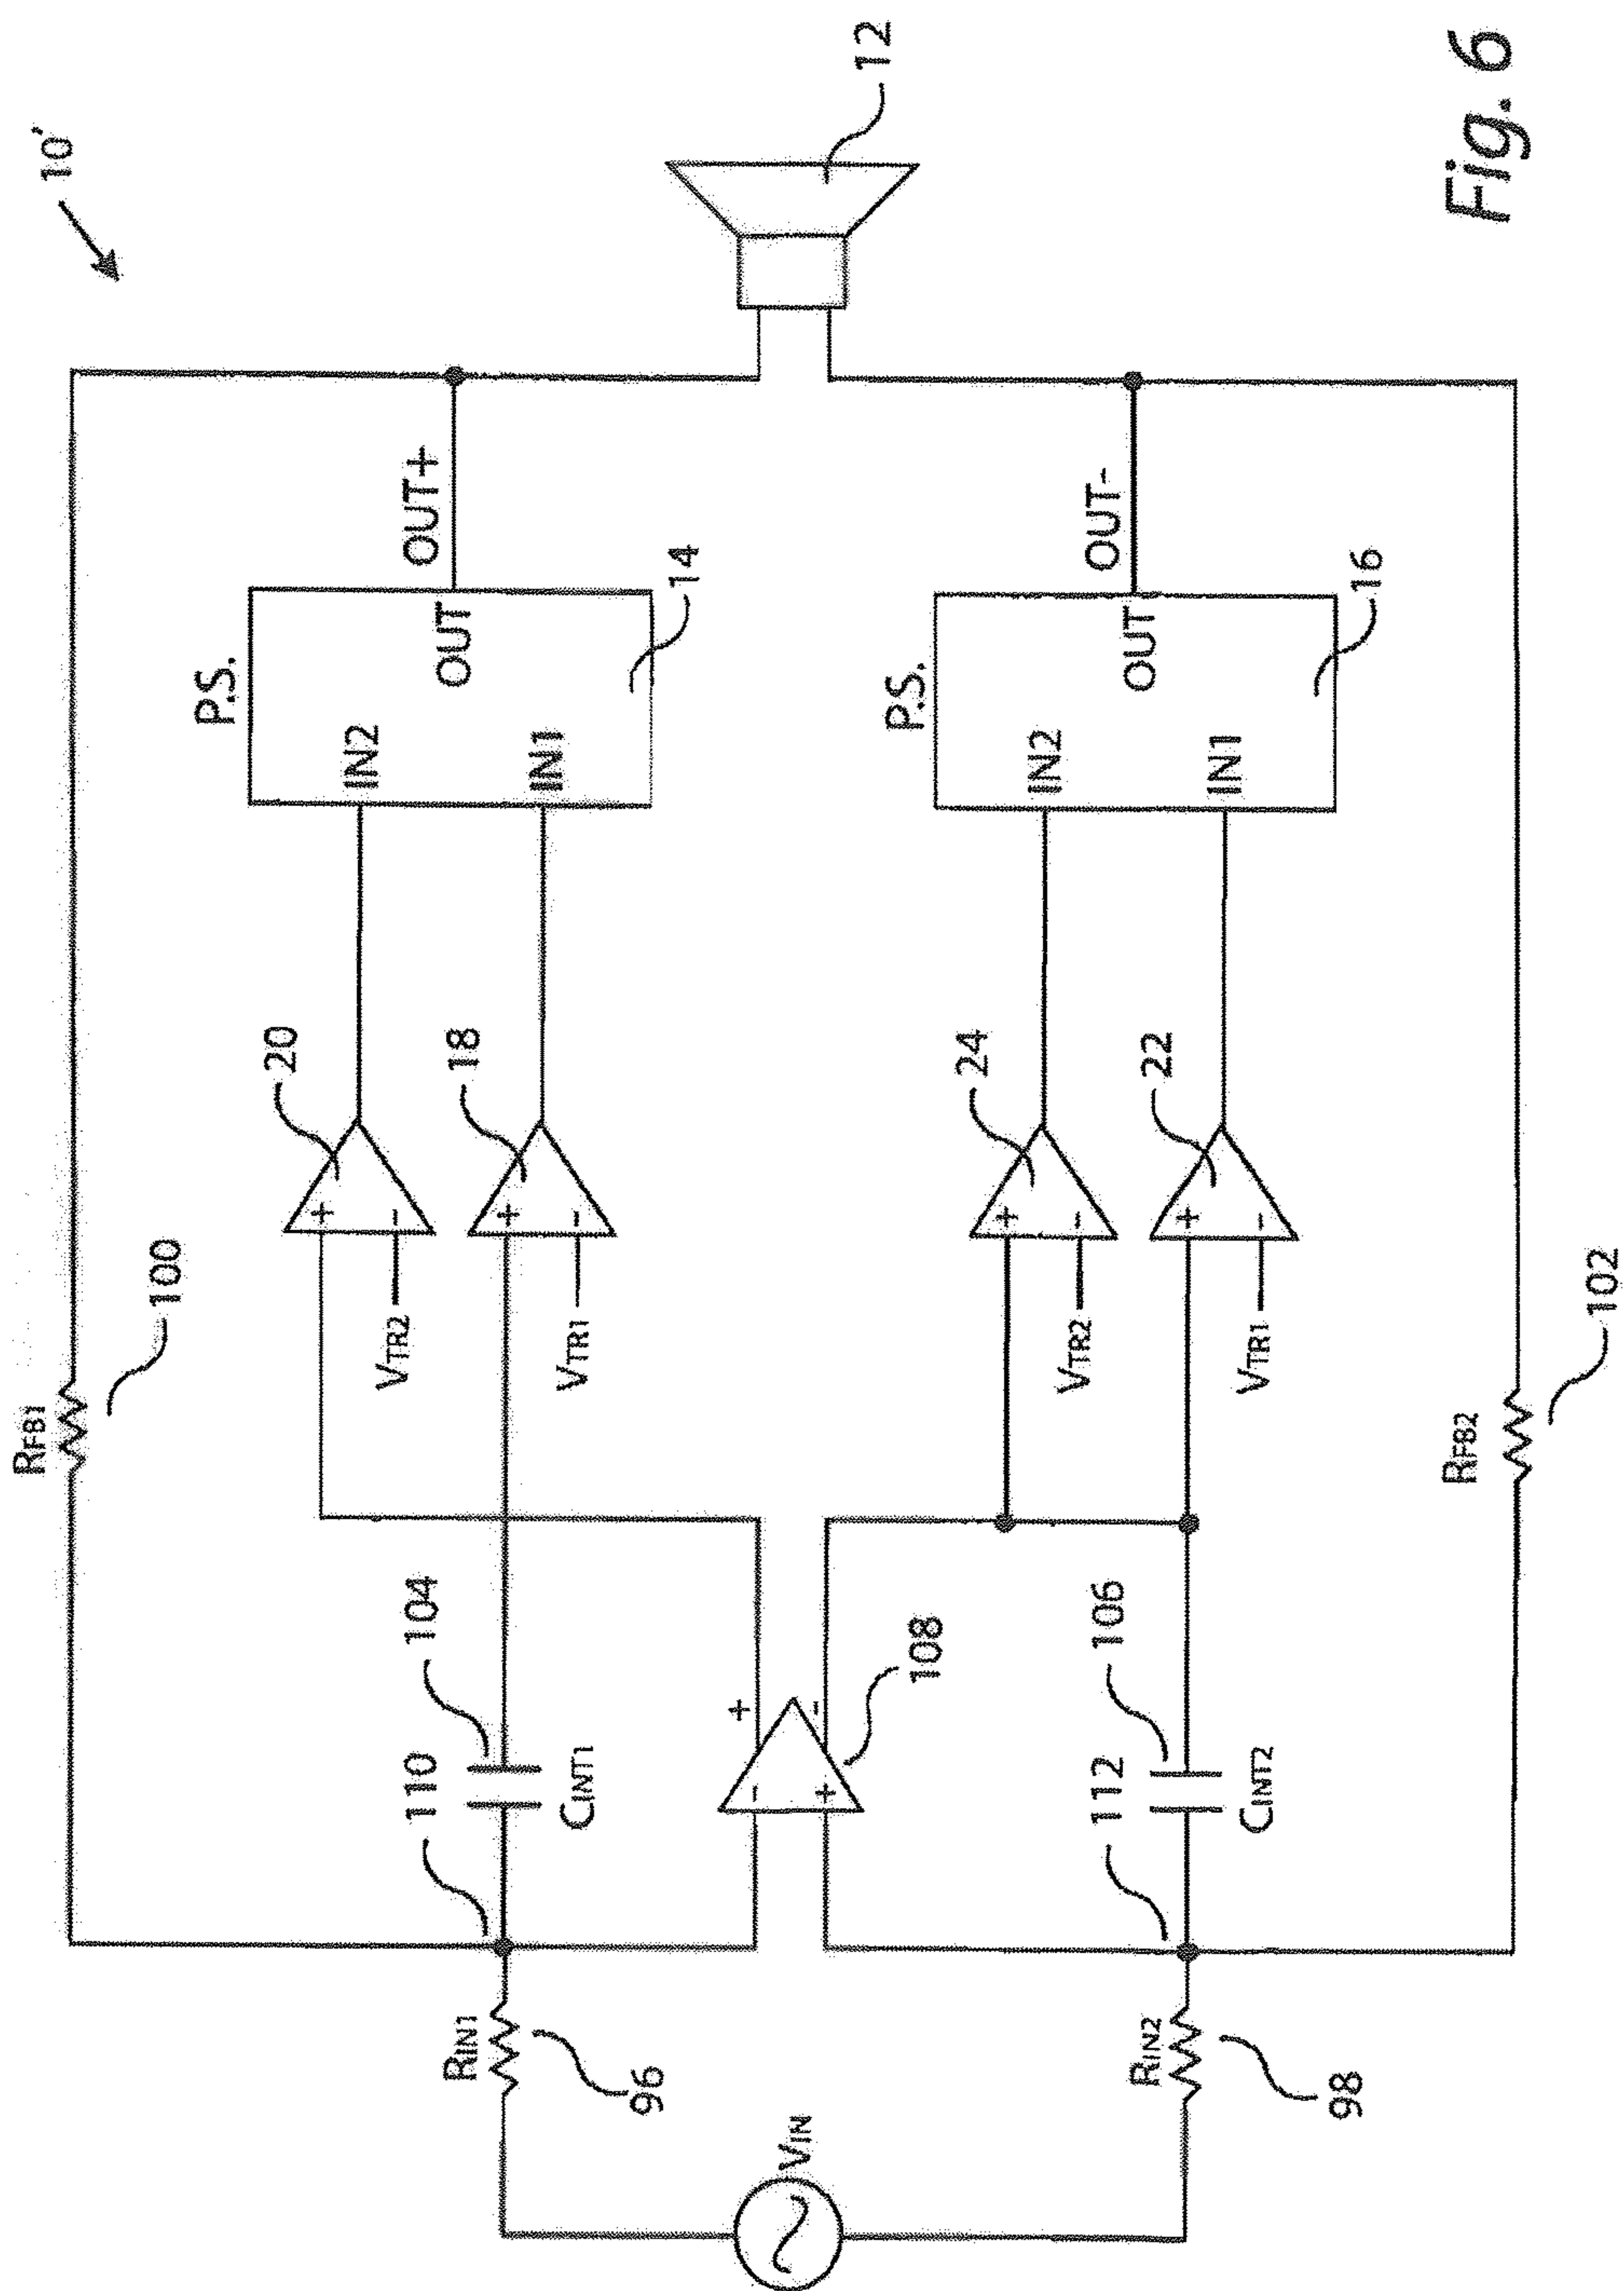 10'
RFB1
100
P.S.
IN2
IN1
OUT
OUT+
14
20
+
-
VTR2
18
+
-
VTR1
12
110
104
CINT1
RIN1
96
VIN
+
-
-
+
108
P.S.
IN2
IN1
OUT
OUT-
16
24
+
-
VTR2
22
+
-
VTR1
112
106
CINT2
RIN2
98
RFB2
102
Fig. 6